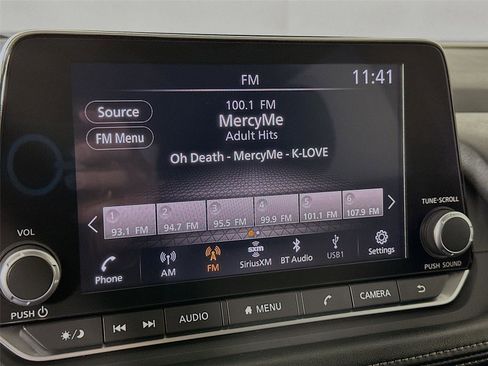 FM
11:41
Source
100.1 FM
MercyMe
Adult Hits
FM Menu
Oh Death - MercyMe - K-LOVE
1 2 3 4 5 6
93.1 FM 94.7 FM 95.5 FM 99.9 FM 101.1 FM 107.9 FM
VOL
TUNE·SCROLL
Phone
AM
FM
sxm
SiriusXM
BT Audio
USB1
Settings
PUSH
PUSH SOUND
AUDIO
MENU
CAMERA